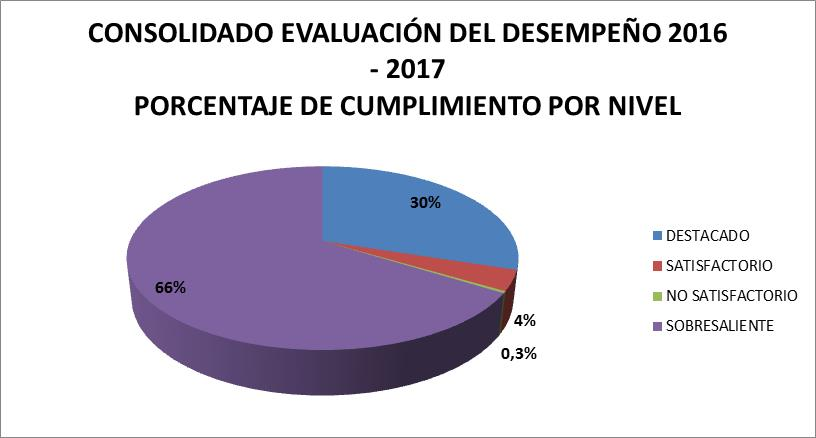 CONSOLIDADO EVALUACIÓN DEL DESEMPEÑO 2016
- 2017
PORCENTAJE DE CUMPLIMIENTO POR NIVEL
30%
66%
4%
0,3%
DESTACADO
SATISFACTORIO
NO SATISFACTORIO
SOBRESALIENTE